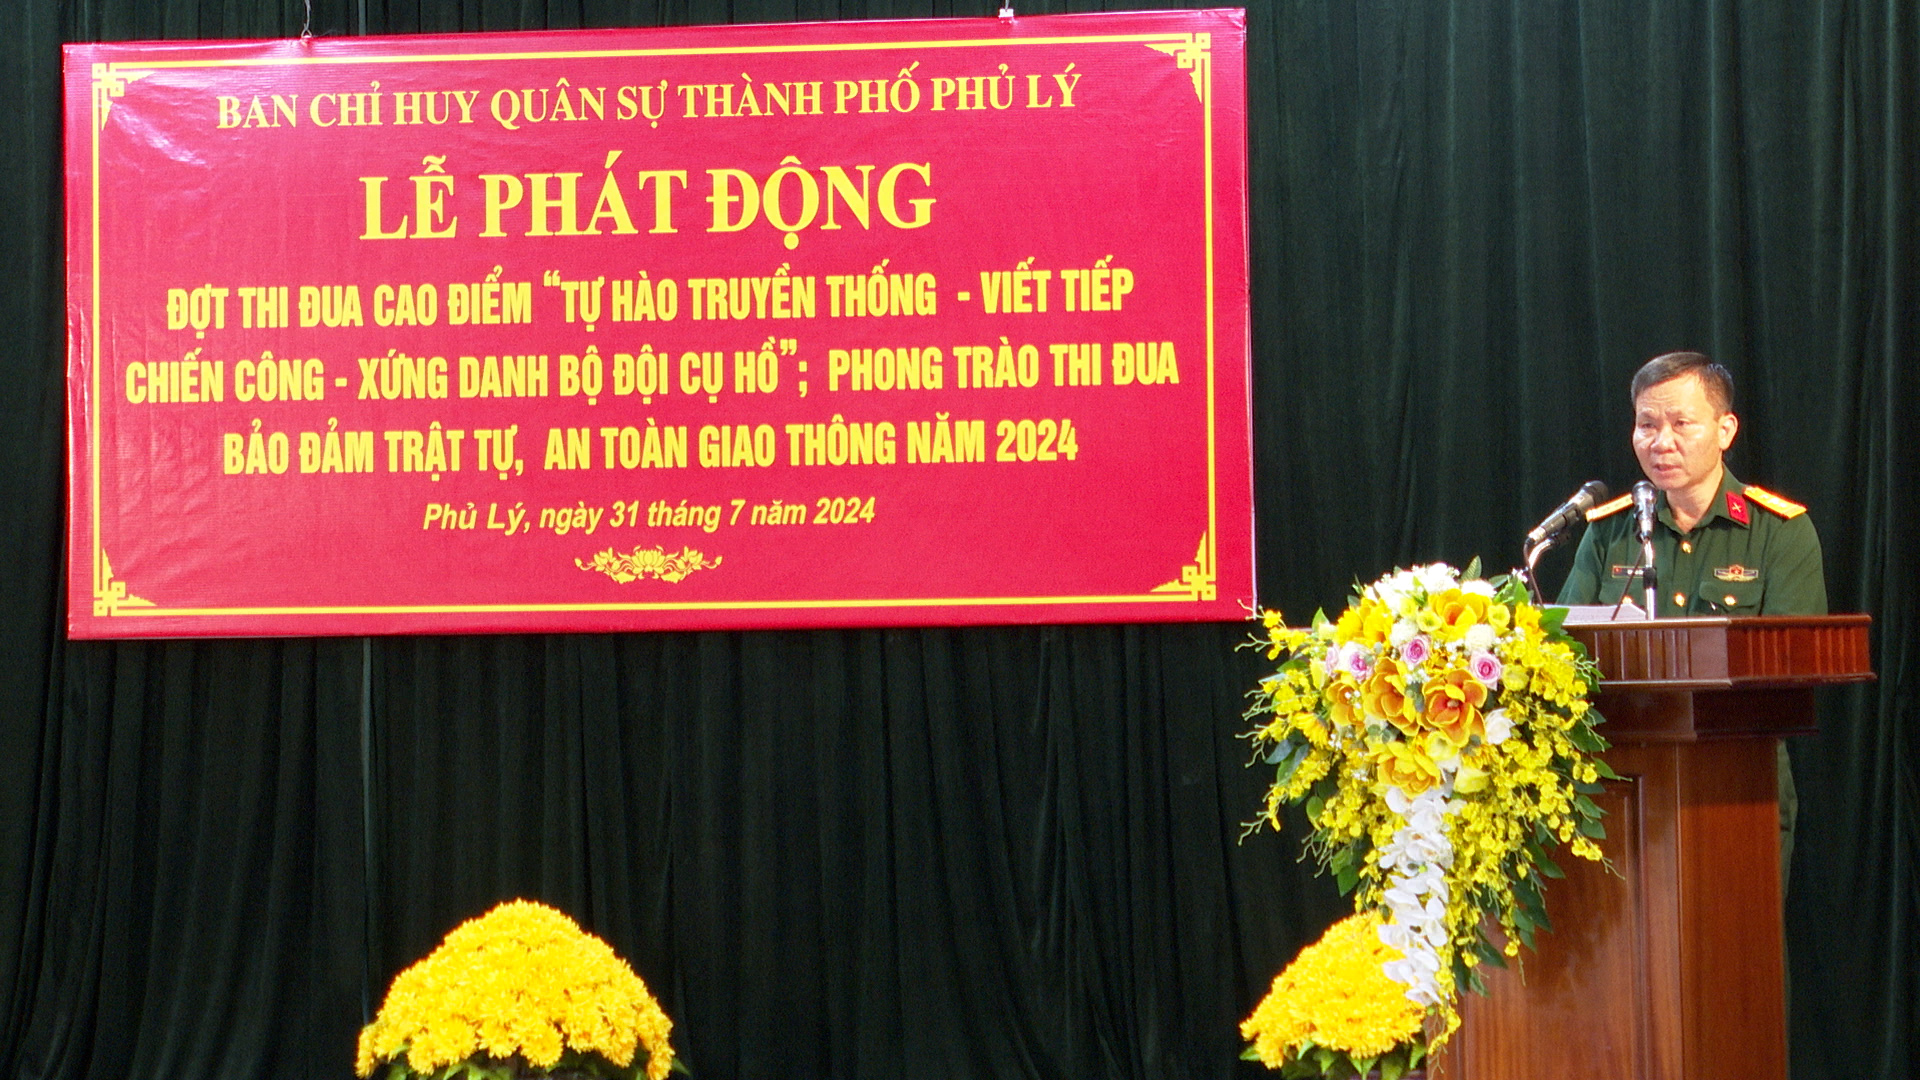 BAN CHỈ HUY QUÂN SỰ THÀNH PHỐ PHỦ LÝ
LỄ PHÁT ĐỘNG
ĐỢT THI ĐUA CAO ĐIỂM “TỰ HÀO TRUYỀN THỐNG - VIẾT TIẾP
CHIẾN CÔNG - XỨNG DANH BỘ ĐỘI CỤ HỒ”; PHONG TRÀO THI ĐUA
BẢO ĐẢM TRẬT TỰ, AN TOÀN GIAO THÔNG NĂM 2024
Phủ Lý, ngày 31 tháng 7 năm 2024